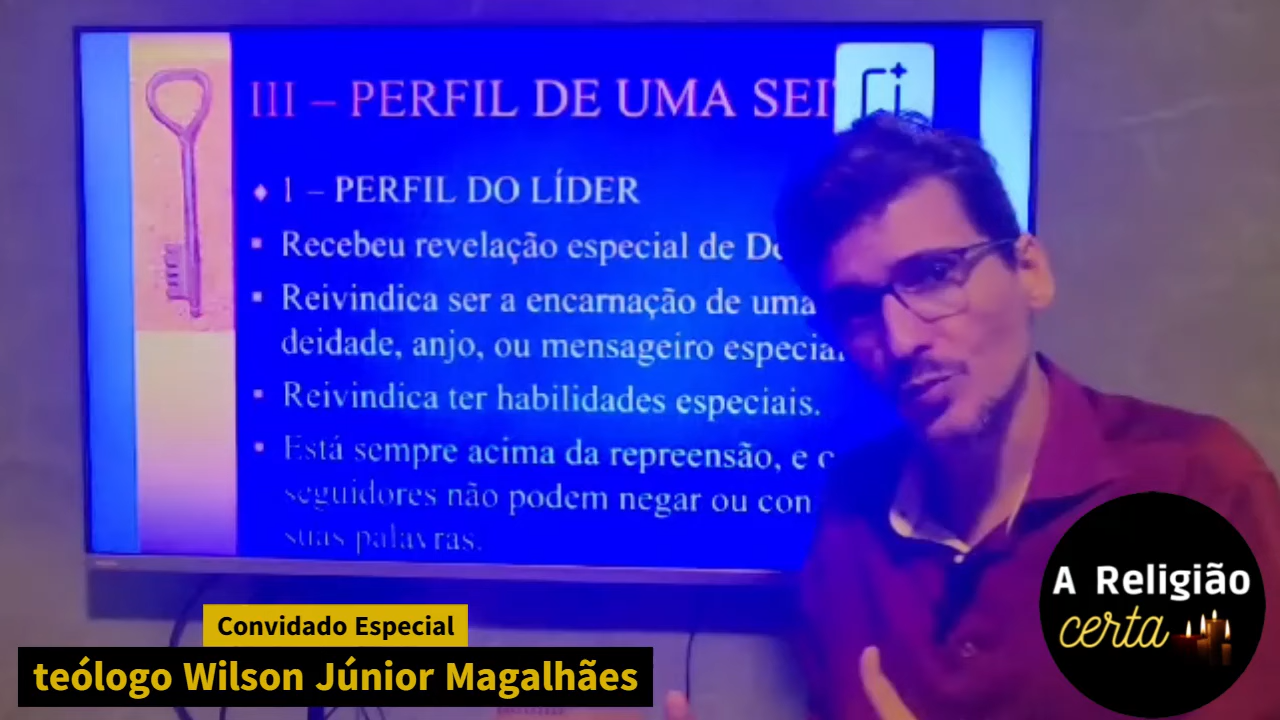 III – PERFIL DE UMA SEI
1 – PERFIL DO LÍDER
Recebeu revelação especial de
Reivindica ser a encarnação de uma
deidade, anjo, ou mensageiro especial
Reivindica ter habilidades especiais.
Está sempre acima da repreensão, e
seguidores não podem negar ou con
suas palavras.
Convidado Especial
teólogo Wilson Júnior Magalhães
A Religião
certa